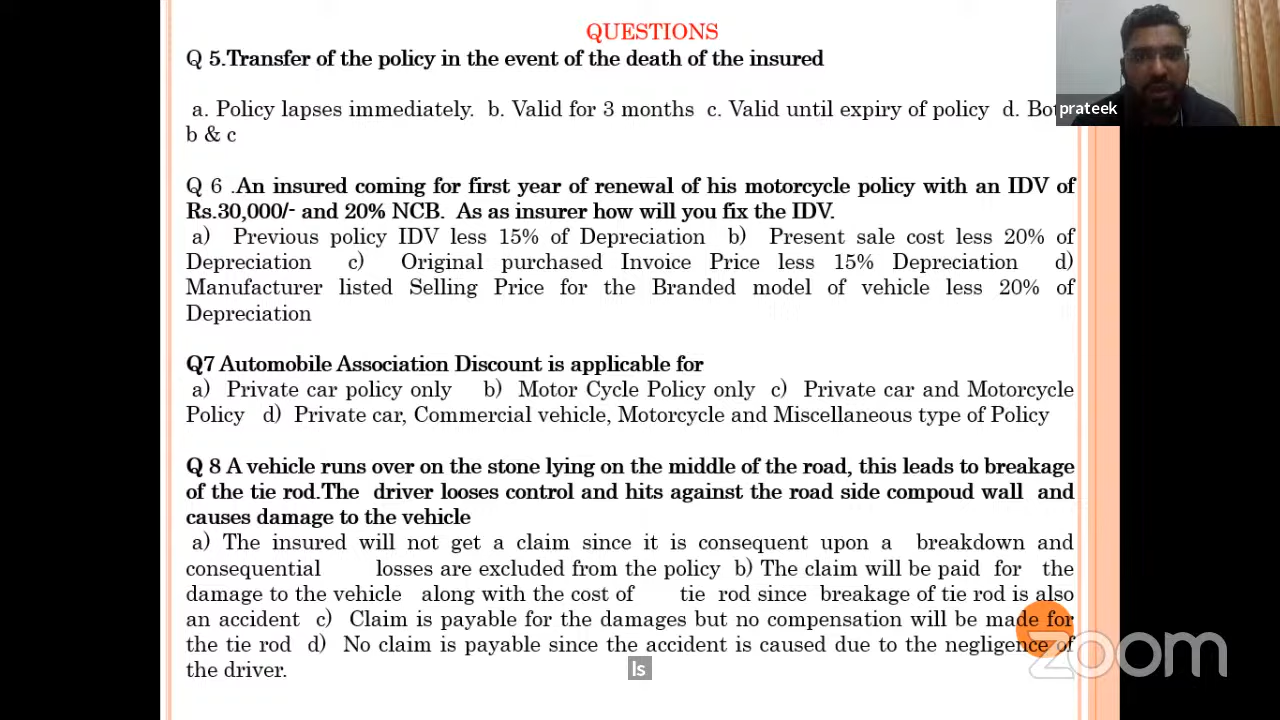 QUESTIONS
Q 5.Transfer of the policy in the event of the death of the insured
a. Policy lapses immediately. b. Valid for 3 months c. Valid until expiry of policy d.
b & c
prateek
Q 6 .An insured coming for first year of renewal of his motorcycle policy with an IDV of
Rs.30,000/- and 20% NCB. As as insurer how will you fix the IDV.
a) Previous policy IDV less 15% of Depreciation b) Present sale cost less 20% of
Depreciation c) Original purchased Invoice Price less 15% Depreciation d)
Manufacturer listed Selling Price for the Branded model of vehicle less 20% of
Depreciation
Q7 Automobile Association Discount is applicable for
a) Private car policy only b) Motor Cycle Policy only c) Private car and Motorcycle
Policy d) Private car, Commercial vehicle, Motorcycle and Miscellaneous type of Policy
Q 8 A vehicle runs over on the stone lying on the middle of the road, this leads to breakage
of the tie rod.The driver looses control and hits against the road side compoud wall and
causes damage to the vehicle
a) The insured will not get a claim since it is consequent upon a breakdown and
consequential losses are excluded from the policy b) The claim will be paid for the
damage to the vehicle along with the cost of tie rod since breakage of tie rod is also
an accident c) Claim is payable for the damages but no compensation will be made for
the tie rod d) No claim is payable since the accident is caused due to the negligence of
the driver.
ls
zoom